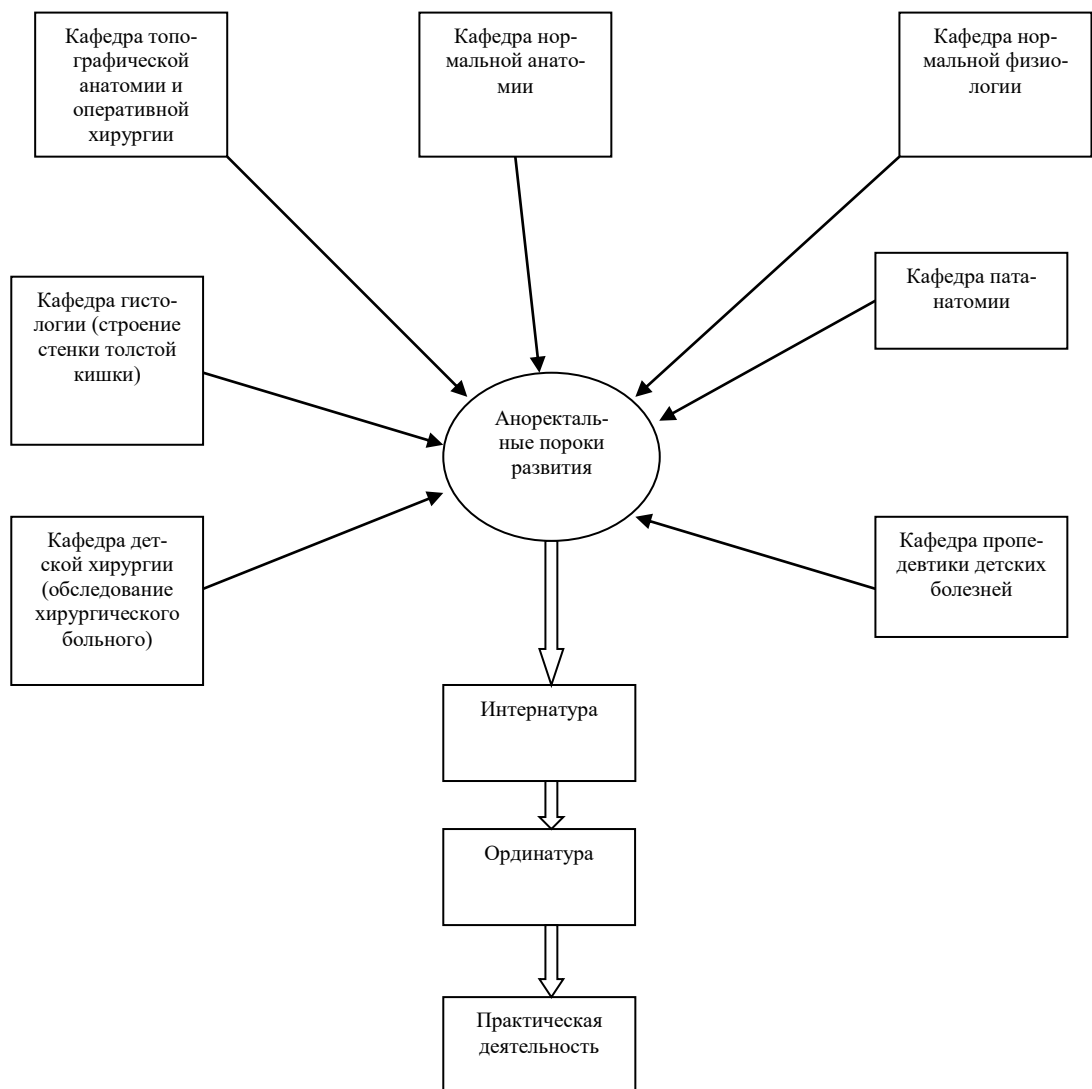 Кафедра топо-
графической
анатомии и
оперативной
хирургии
Кафедра нор-
мальной анато-
мии
Кафедра нор-
мальной физио-
логии
Кафедра гисто-
логии (строение
стенки толстой
кишки)
Кафедра пата-
натомии
Аноректаль-
ные пороки
развития
Кафедра дет-
ской хирургии
(обследование
хирургического
больного)
Кафедра пропе-
девтики детских
болезней
Интернатура
Ординатура
Практическая
деятельность